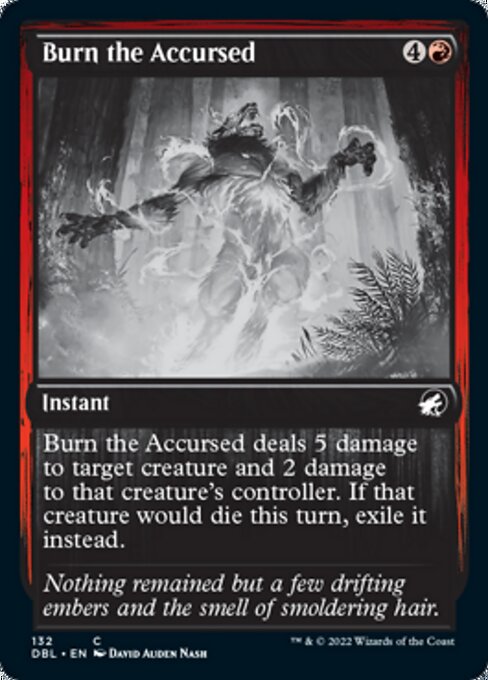 Burn the Accursed 4
Instant
Burn the Accursed deals 5 damage
to target creature and 2 damage
to that creature's controller. If that
creature would die this turn, exile it
instead.
Nothing remained but a few drifting
embers and the smell of smoldering hair.
132 C
DBL • EN DAVID AUDEN NASH
™ & © 2022 Wizards of the Coast